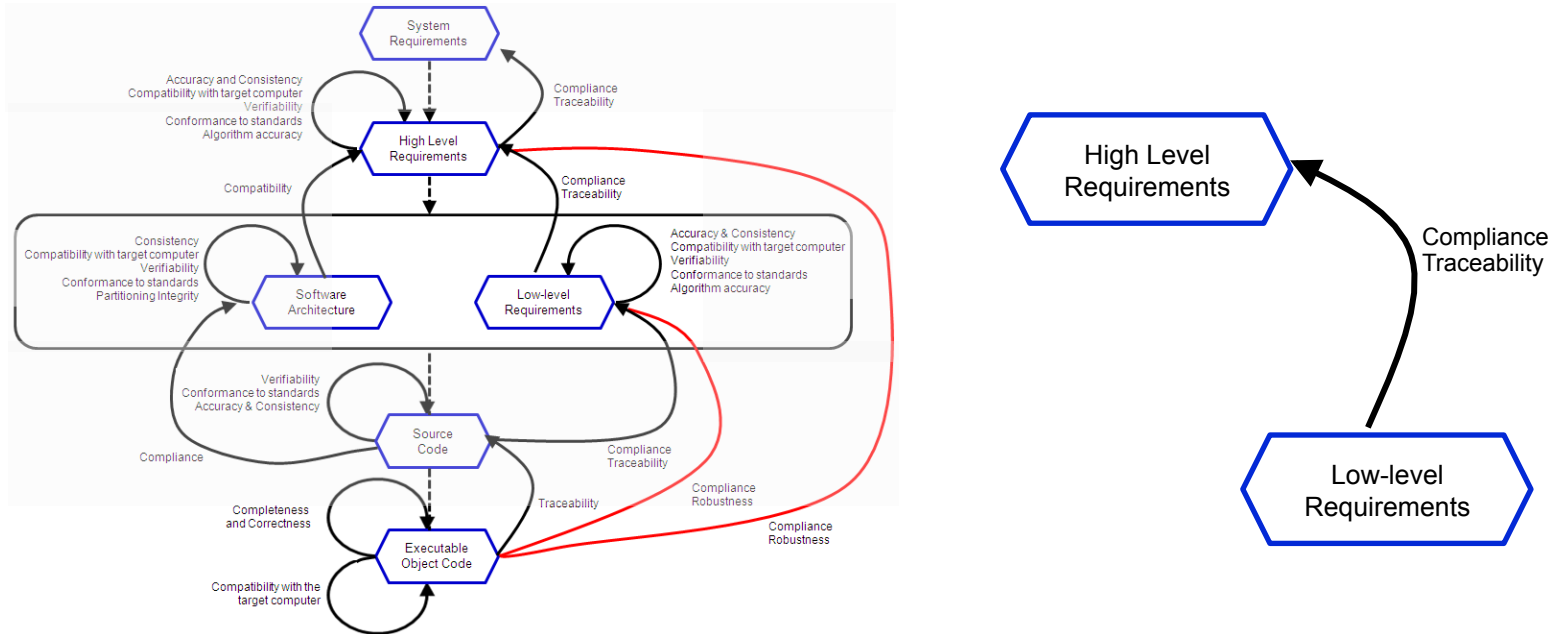 System
Requirements
Accuracy and Consistency
Compatibility with target computer
Verifiability
Conformance to standards
Algorithm accuracy
Compliance
Traceability
High Level
Requirements
Compatibility
Compliance
Traceability
Consistency
Compatibility with target computer
Verifiability
Conformance to standards
Partitioning Integrity
Software
Architecture
Accuracy & Consistency
Compatibility with target computer
Verifiability
Conformance to standards
Algorithm accuracy
Low-level
Requirements
Verifiability
Conformance to standards
Accuracy & Consistency
Source
Code
Compliance
Compliance
Traceability
Traceability
Compliance
Robustness
Compliance
Robustness
Completeness
and Correctness
Executable
Object Code
Compatibility with the
target computer
High Level
Requirements
Compliance
Traceability
Low-level
Requirements